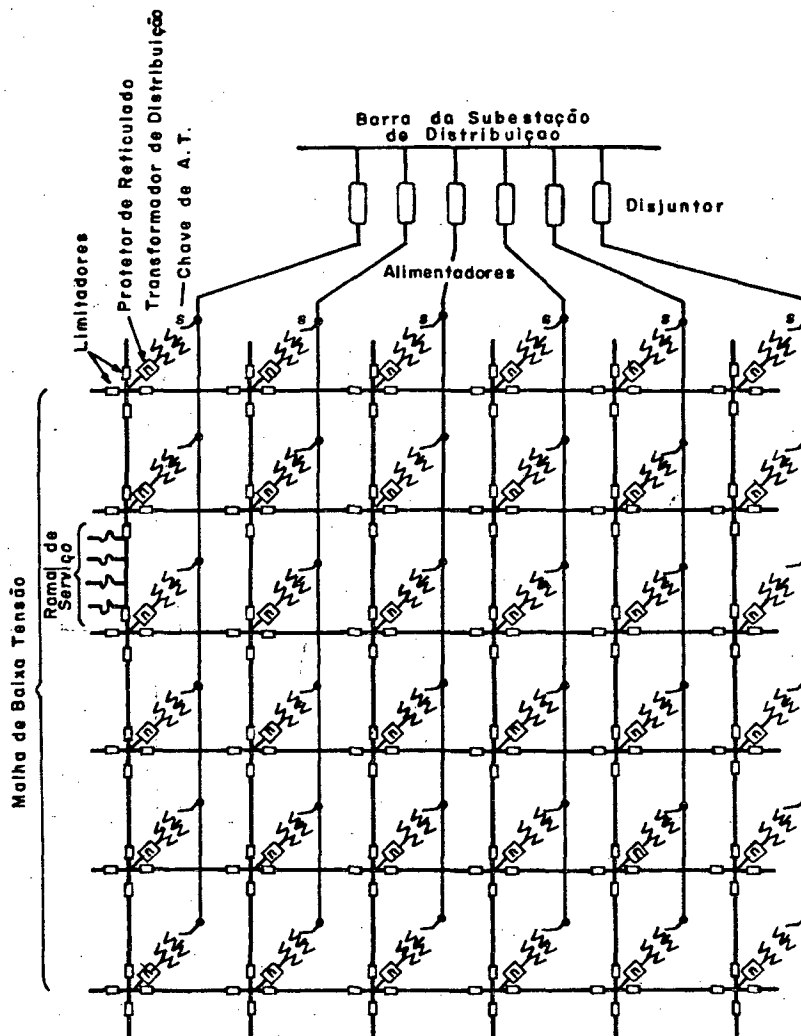 Limitadores
Protetor de Reticulado
Transformador de Distribuição
Chave de A.T.
Barra da Subestação
de Distribuiçao
Disjuntor
Alimentadores
s
s
s
s
s
s
Ramal de
Serviço
Malha de Baixa Tensão
n n n n n n
n n n n n n
n n n n n n
n n n n n n
n n n n n n
n n n n n n